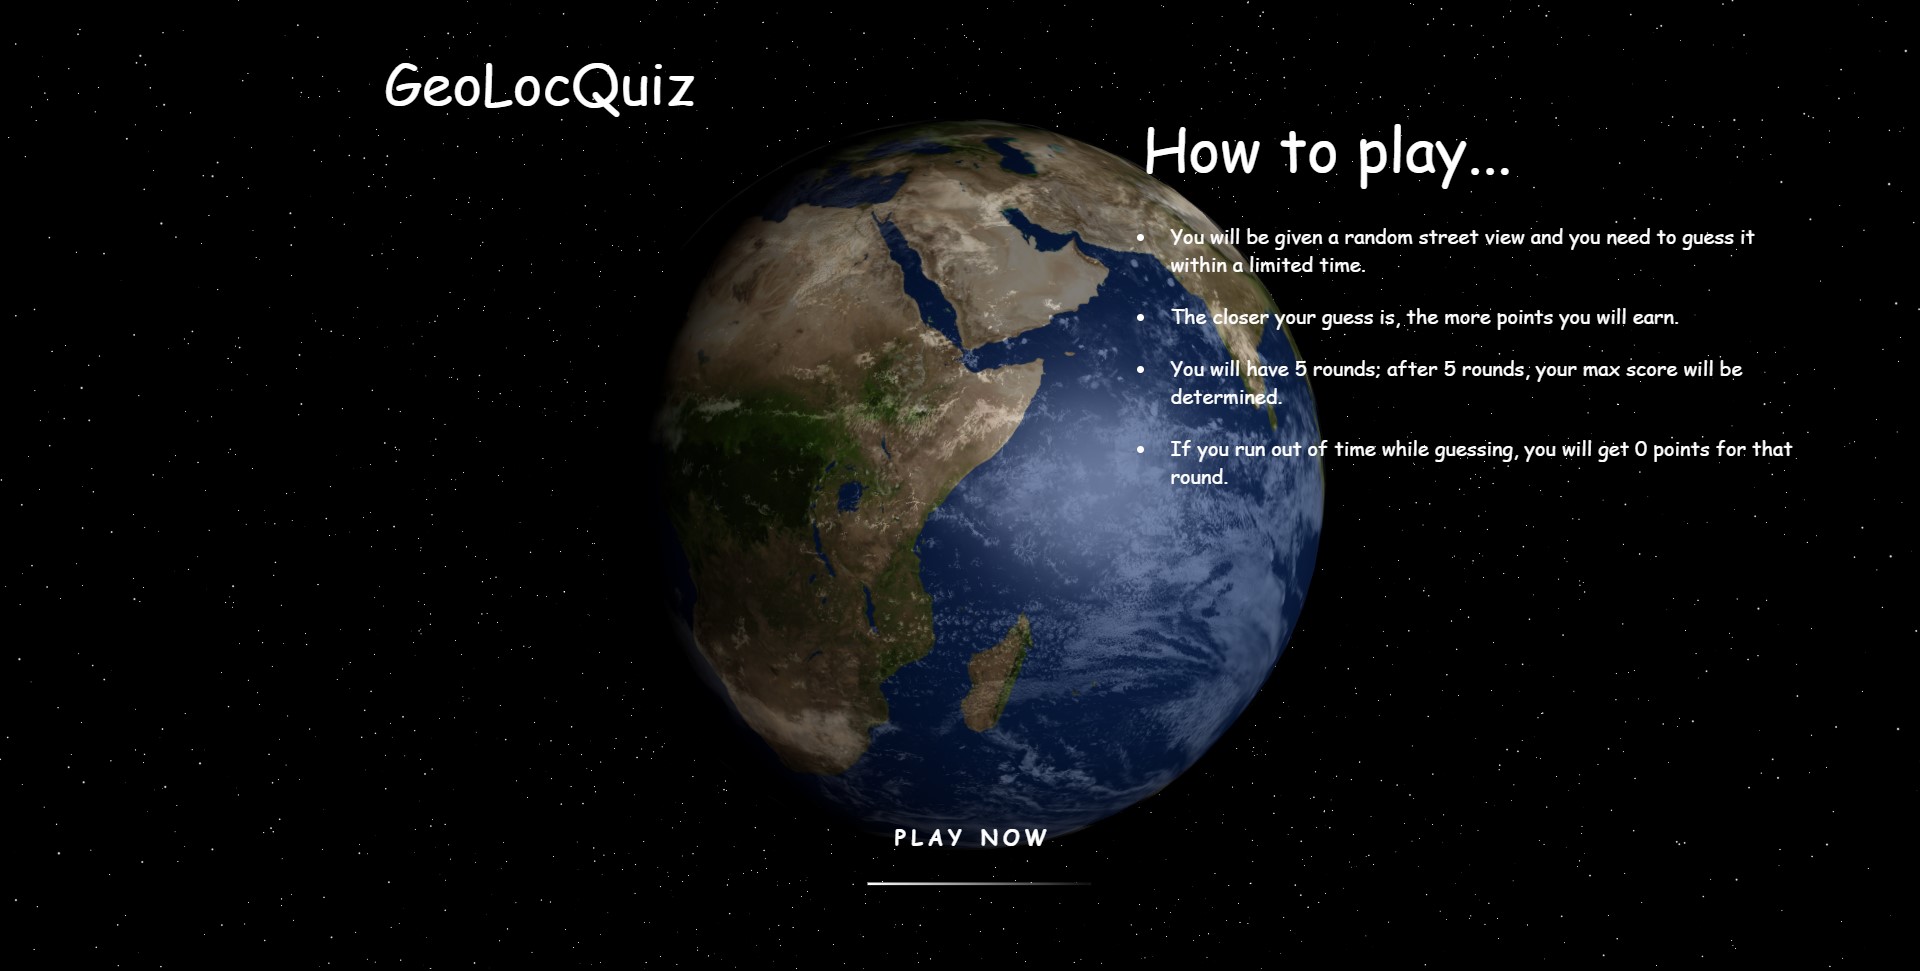 GeoLocQuiz
How to play...
• You will be given a random street view and you need to guess it
within a limited time.
• The closer your guess is, the more points you will earn.
• You will have 5 rounds; after 5 rounds, your max score will be
determined.
• If you run out of time while guessing, you will get 0 points for that
round.
PLAY NOW